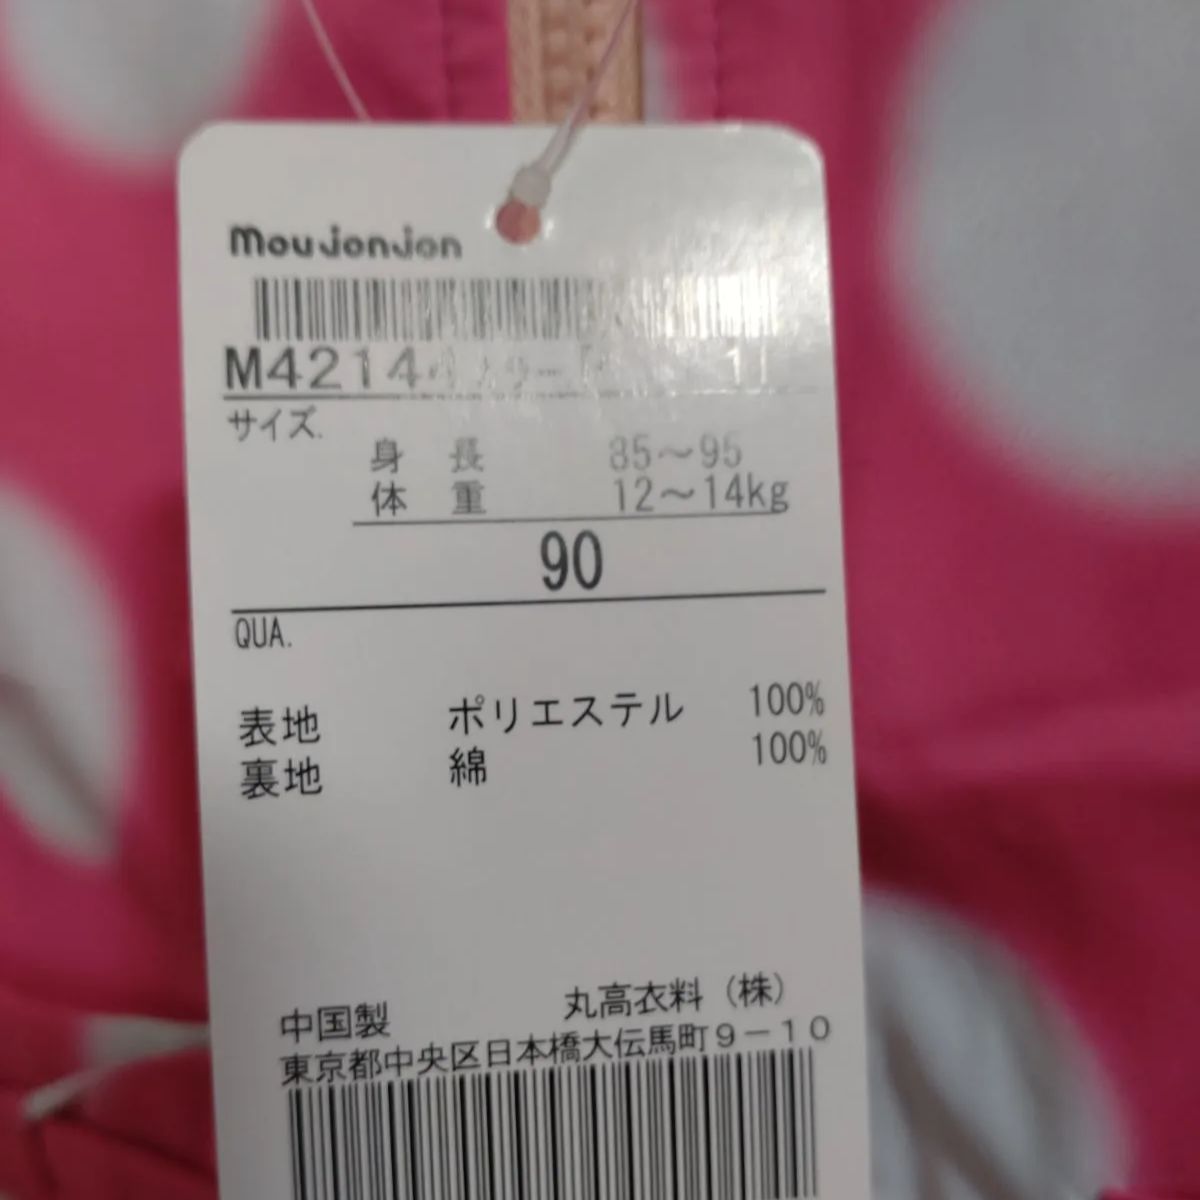 moujonjon
M4214
11
サイズ.
身 長 85～95
体 重 12～14kg
90
QUA.
表地 ポリエステル 100%
裏地 綿 100%
中国製 丸高衣料（株）
東京都中央区日本橋大伝馬町９－１０